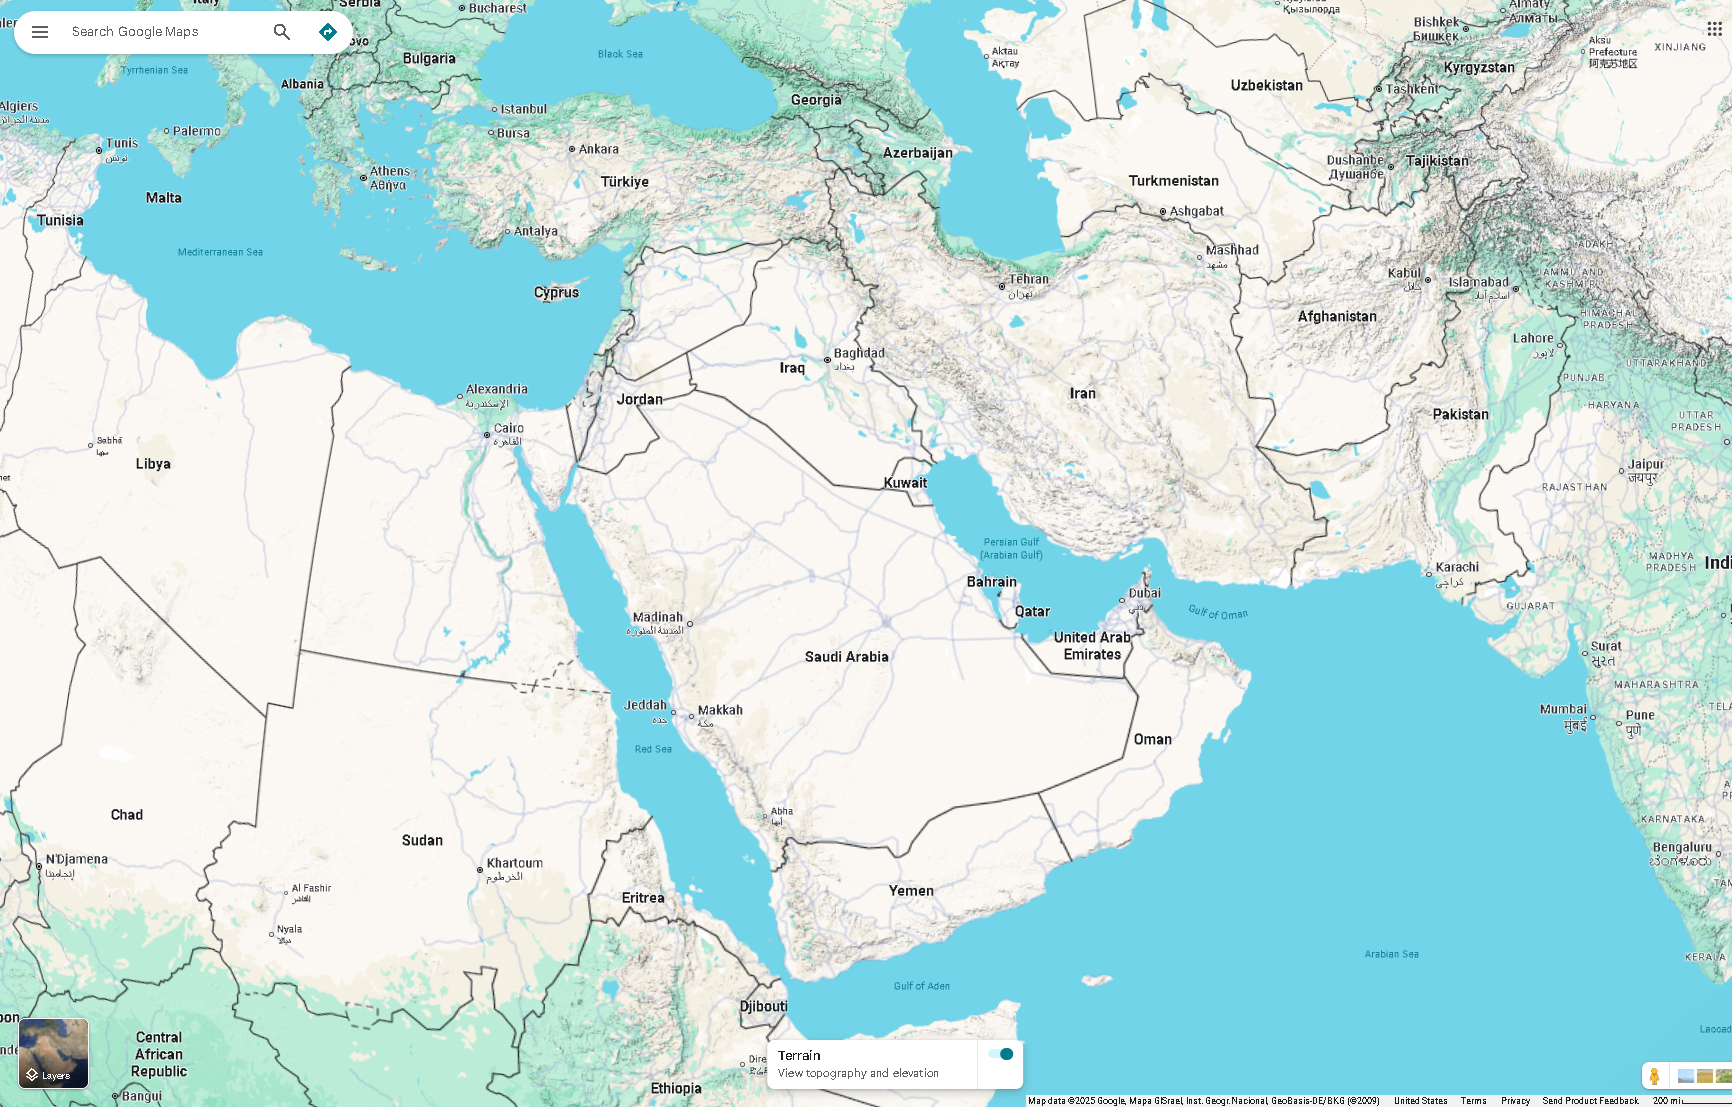 Search Google Maps
Bucharest
Serbia
Italy
Black Sea
Bulgaria
Tyrrhenian Sea
Albania
Istanbul
Bursa
Ankara
Türkiye
Georgia
Azerbaijan
Aktau
Ақтау
Қызылорда
Bishkek
Бишкек
Almaty
Алматы
Aksu
Prefecture
阿克苏地区
XINJIANG
Kyrgyzstan
Uzbekistan
Tashkent
Dushanbe
Душанбе
Tajikistan
Turkmenistan
Ashgabat
Mashhad
مشهد
Algiers
Tunis
تونس
Palermo
Malta
Tunisia
Athens
Αθήνα
Antalya
Mediterranean Sea
Cyprus
Tehran
تهران
Kabul
کابل
Islamabad
اسلام آباد
LADAKH
JAMMU AND
KASHMIR
HIMACHAL
PRADESH
Afghanistan
Lahore
لاہور
UTTARAKHAND
PUNJAB
HARYANA
UTTAR
PRADESH
Baghdad
بغداد
Iraq
Iran
Jordan
Pakistan
Alexandria
الإسكندرية
Cairo
القاهرة
Sabha
سبها
Libya
Kuwait
Jaipur
जयपुर
RAJASTHAN
Persian Gulf
(Arabian Gulf)
Bahrain
Qatar
Dubai
دبي
Gulf of Oman
United Arab
Emirates
Karachi
کراچی
MADHYA
PRADESH
Indi
GUJARAT
Surat
સુરત
MAHARASHTRA
Mumbai
मुंबई
Pune
पुणे
Madinah
المدينة المنورة
Saudi Arabia
Jeddah
جدة
Makkah
مكة
Red Sea
Oman
Chad
Sudan
Abha
أبها
N'Djamena
إنجامينا
Khartoum
الخرطوم
Al Fashir
الفاشر
Nyala
نيالا
Eritrea
Yemen
KARNATAKA
Bengaluru
ಬೆಂಗಳೂರು
KERALA
Arabian Sea
Gulf of Aden
Djibouti
Central
African
Republic
Bangui
Ethiopia
Layers
Terrain
View topography and elevation
Map data ©2025 Google, Mapa GISrael, Inst. Geogr. Nacional, GeoBasis-DE/BKG (©2009)
United States
Terms
Privacy
Send Product Feedback
200 mi